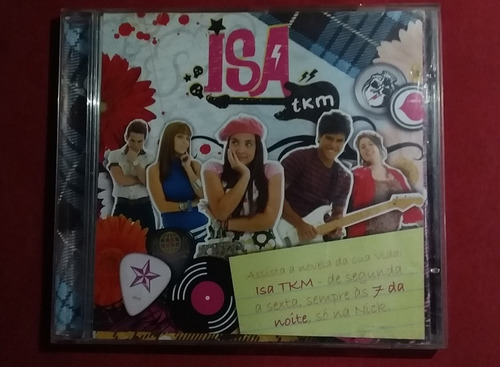 ISA
tkm
Assista a novela da sua vida:
Isa TKM - de segunda
a sexta, sempre às 7 da
noite, só na Nick.